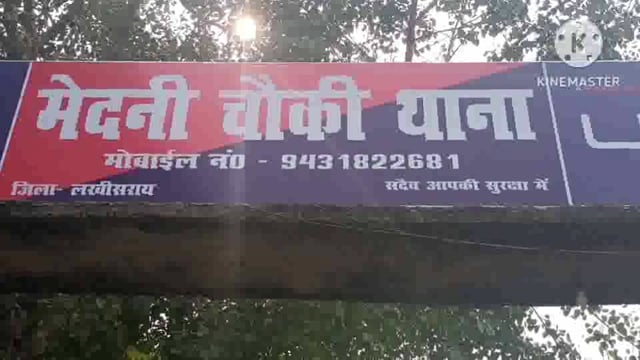 मेदनी चौकी थाना
मोबाईल नं0 - 9431822681
जिला- लखीसराय
सदैव आपकी सुरक्षा में
K
KINEMASTER